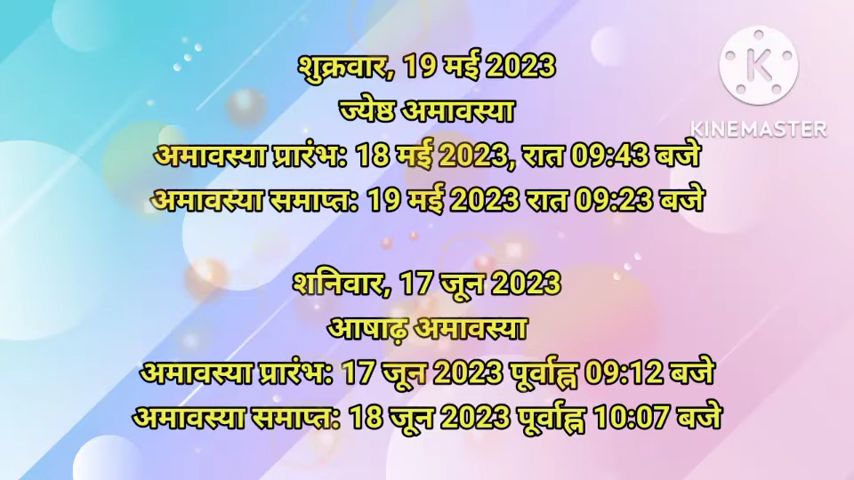 शुक्रवार, 19 मई 2023
ज्येष्ठ अमावस्या
अमावस्या प्रारंभ: 18 मई 2023, रात 09:43 बजे
अमावस्या समाप्त: 19 मई 2023 रात 09:23 बजे
शनिवार, 17 जून 2023
आषाढ़ अमावस्या
अमावस्या प्रारंभ: 17 जून 2023 पूर्वाह्न 09:12 बजे
अमावस्या समाप्त: 18 जून 2023 पूर्वाह्न 10:07 बजे
K
KINEMASTER